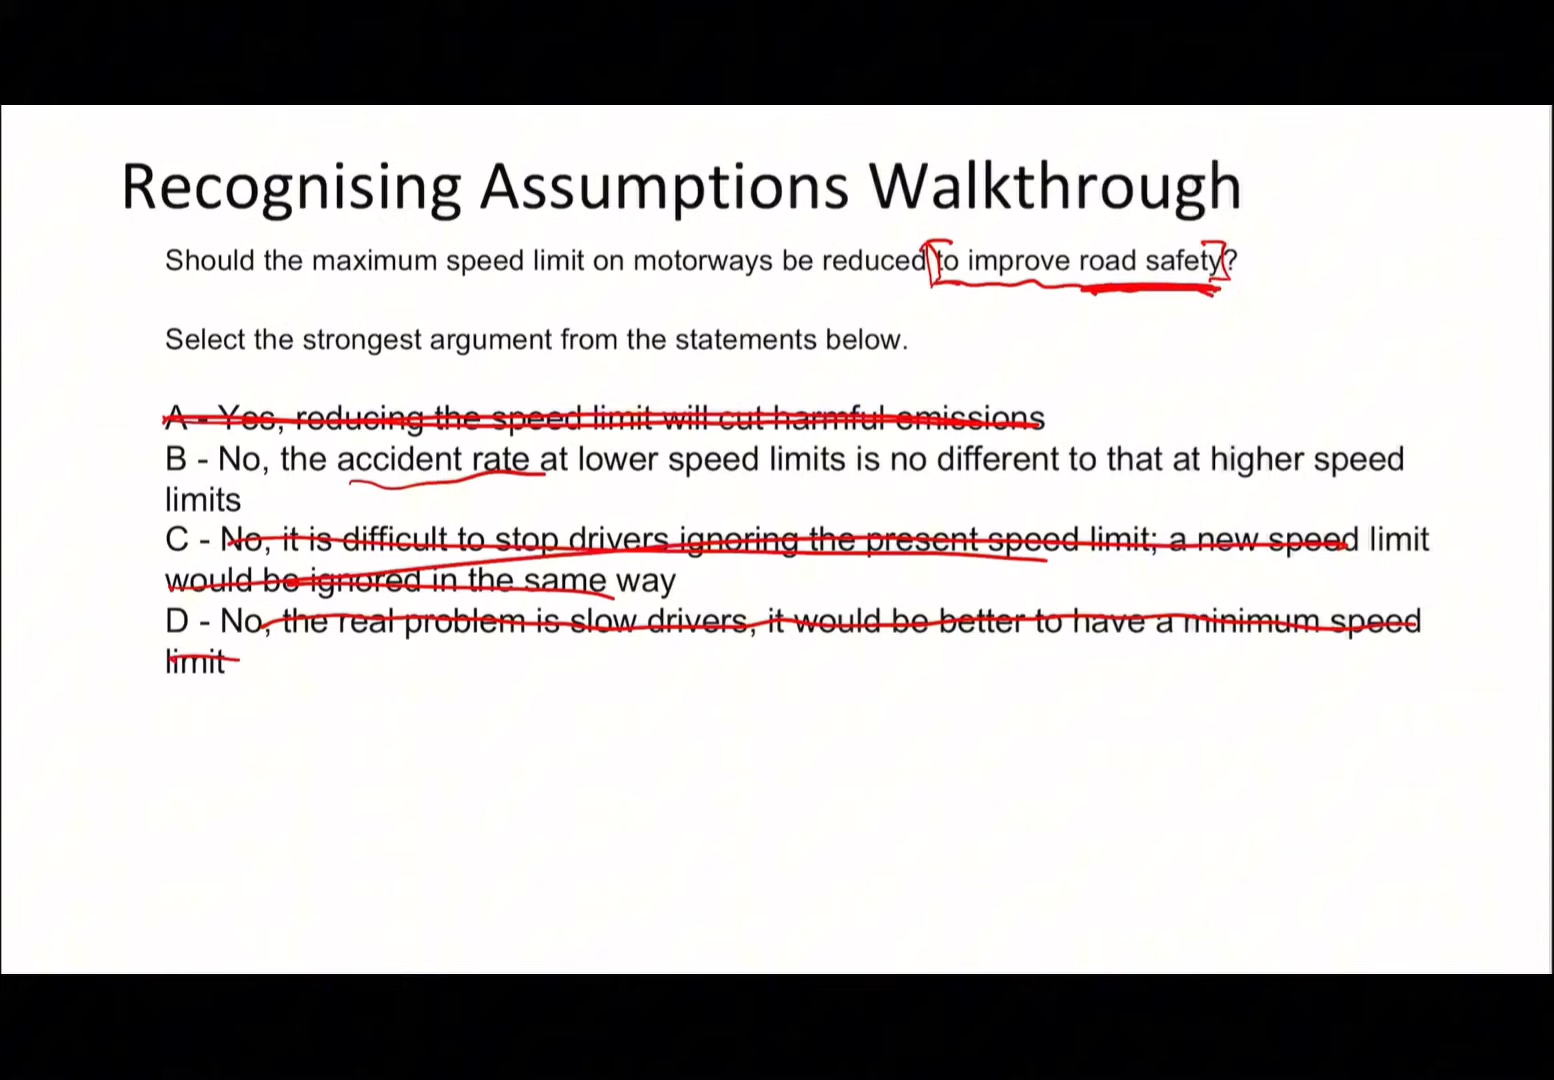 Recognising Assumptions Walkthrough
Should the maximum speed limit on motorways be reduced to improve road safety?
Select the strongest argument from the statements below.
A - Yes, reducing the speed limit will cut harmful emissions
B - No, the accident rate at lower speed limits is no different to that at higher speed
limits
C - No, it is difficult to stop drivers ignoring the present speed limit; a new speed limit
would be ignored in the same way
D - No, the real problem is slow drivers, it would be better to have a minimum speed
limit